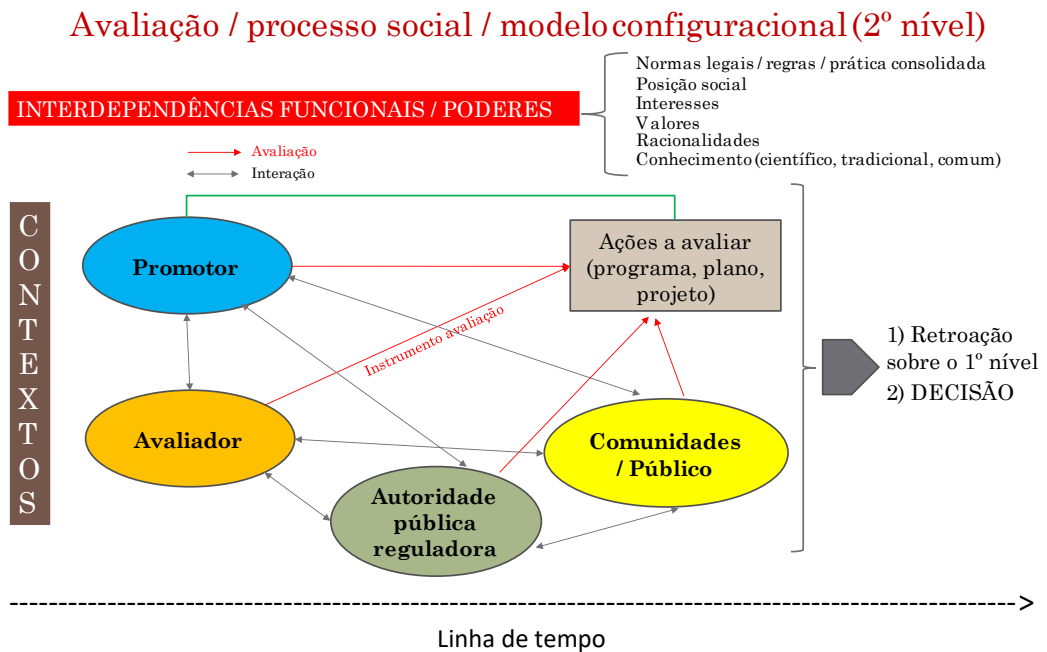 Avaliação / processo social / modelo configuracional (2º nível)
Normas legais / regras / prática consolidada
Posição social
Interesses
Valores
Racionalidades
Conhecimento (científico, tradicional, comum)
INTERDEPENDÊNCIAS FUNCIONAIS / PODERES
Avaliação
Interação
CONTEXTOS
Promotor
Ações a avaliar
(programa, plano,
projeto)
Instrumento avaliação
1) Retroação
sobre o 1º nível
2) DECISÃO
Avaliador
Comunidades
/ Público
Autoridade
pública
reguladora
Linha de tempo